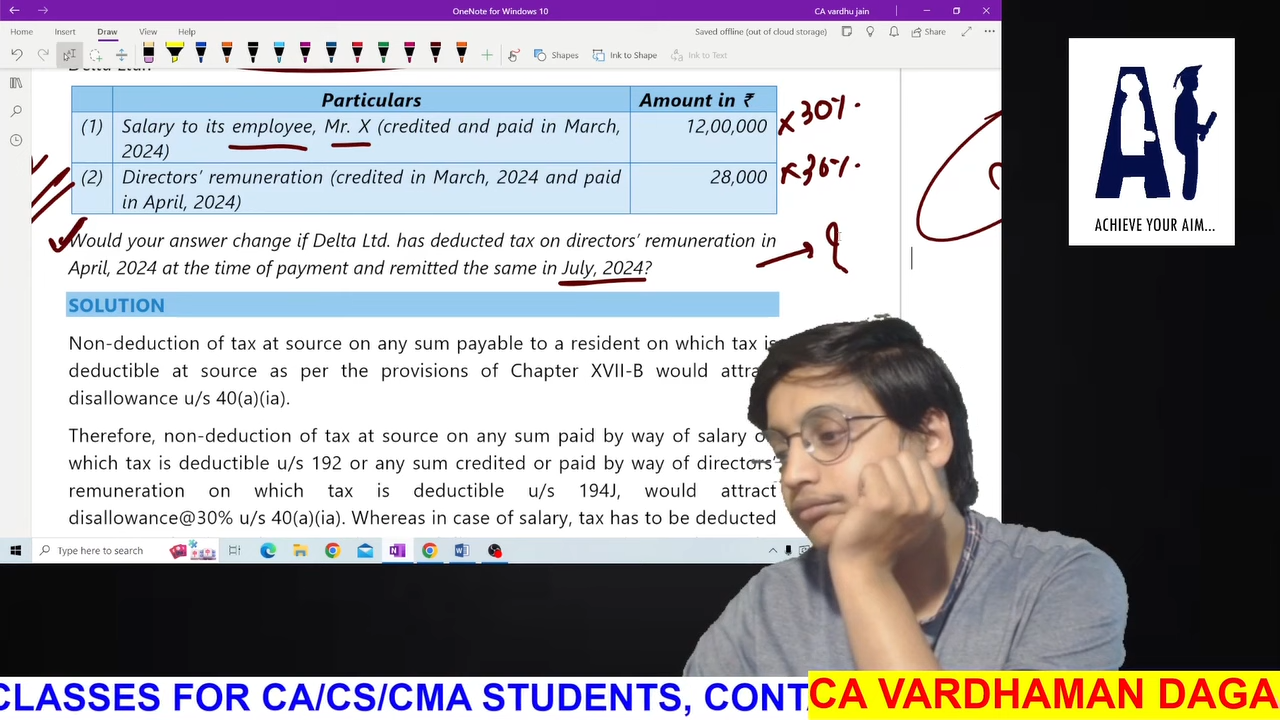 OneNote for Windows 10
CA vardhu jain
Home Insert Draw View Help
Saved offline (out of cloud storage)
Share
Shapes
Ink to Shape
Ink to Text
Particulars Amount in ₹
(1) Salary to its employee, Mr. X (credited and paid in March, 2024) 12,00,000 ×30%
(2) Directors' remuneration (credited in March, 2024 and paid in April, 2024) 28,000 ×30%
Would your answer change if Delta Ltd. has deducted tax on directors' remuneration in
April, 2024 at the time of payment and remitted the same in July, 2024?
SOLUTION
Non-deduction of tax at source on any sum payable to a resident on which tax is
deductible at source as per the provisions of Chapter XVII-B would
disallowance u/s 40(a)(ia).
Therefore, non-deduction of tax at source on any sum paid by way of salary
which tax is deductible u/s 192 or any sum credited or paid by way of directors'
remuneration on which tax is deductible u/s 194J, would attract
disallowance@30% u/s 40(a)(ia). Whereas in case of salary, tax has to be deducted
Type here to search
ACHIEVE YOUR AIM...
CLASSES FOR CA/CS/CMA STUDENTS,
CA VARDHAMAN DAGA